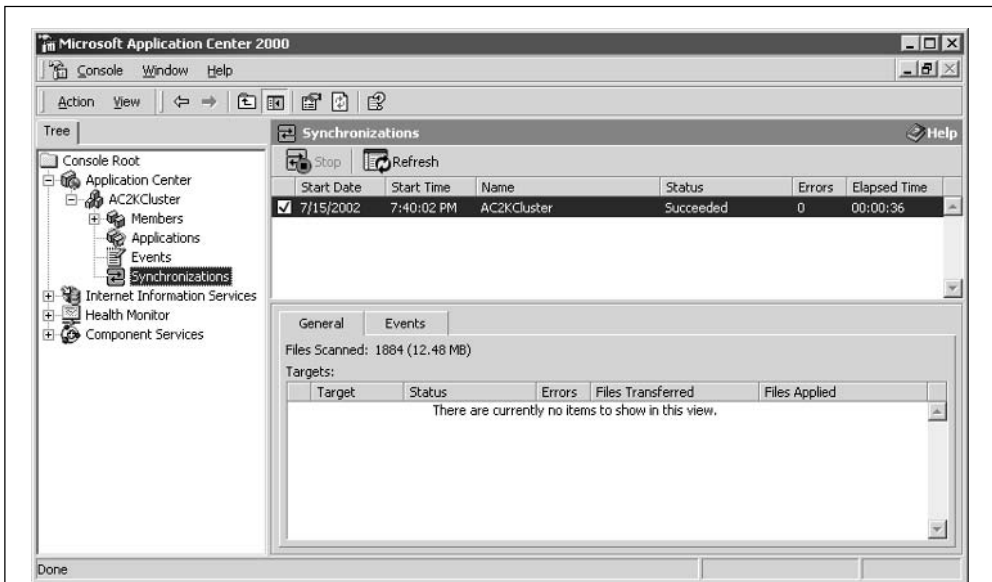 Microsoft Application Center 2000
Console Window Help
Action View
Tree
Console Root
Application Center
AC2KCluster
Members
Applications
Events
Synchronizations
Internet Information Services
Health Monitor
Component Services
Synchronizations Help
Stop Refresh
Start Date Start Time Name Status Errors Elapsed Time
7/15/2002 7:40:02 PM AC2KCluster Succeeded 0 00:00:36
General Events
Files Scanned: 1884 (12.48 MB)
Targets:
Target Status Errors Files Transferred Files Applied
There are currently no items to show in this view.
Done